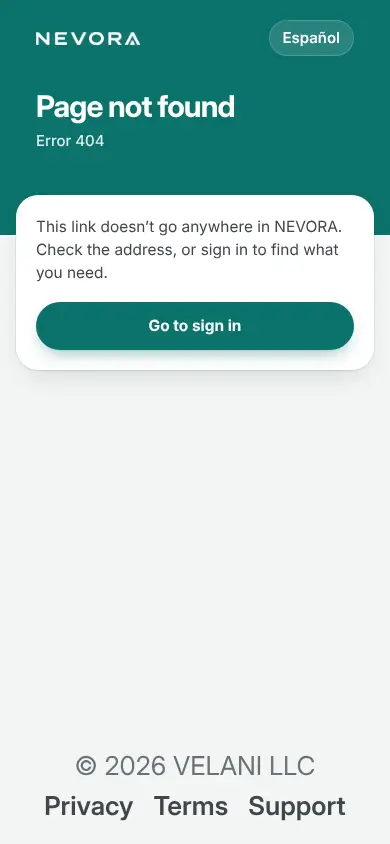 NEVORA
Español
Page not found
Error 404
This link doesn’t go anywhere in NEVORA.
Check the address, or sign in to find what
you need.
Go to sign in
© 2026 VELANI LLC
Privacy Terms Support